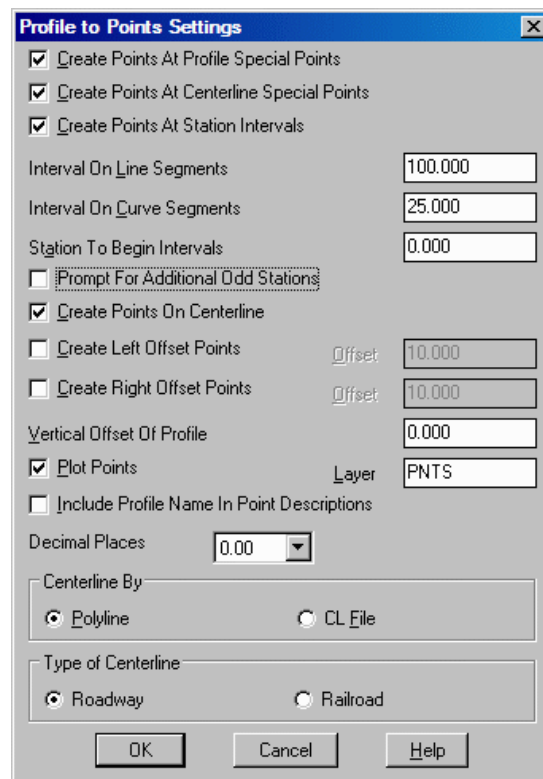 Profile to Points Settings
Create Points At Profile Special Points
Create Points At Centerline Special Points
Create Points At Station Intervals
Interval On Line Segments 100.000
Interval On Curve Segments 25.000
Station To Begin Intervals 0.000
Prompt For Additional Odd Stations
Create Points On Centerline
Create Left Offset Points Offset 10.000
Create Right Offset Points Offset 10.000
Vertical Offset Of Profile 0.000
Plot Points Layer PNTS
Include Profile Name In Point Descriptions
Decimal Places 0.00
Centerline By
Polyline CL File
Type of Centerline
Roadway Railroad
OK Cancel Help